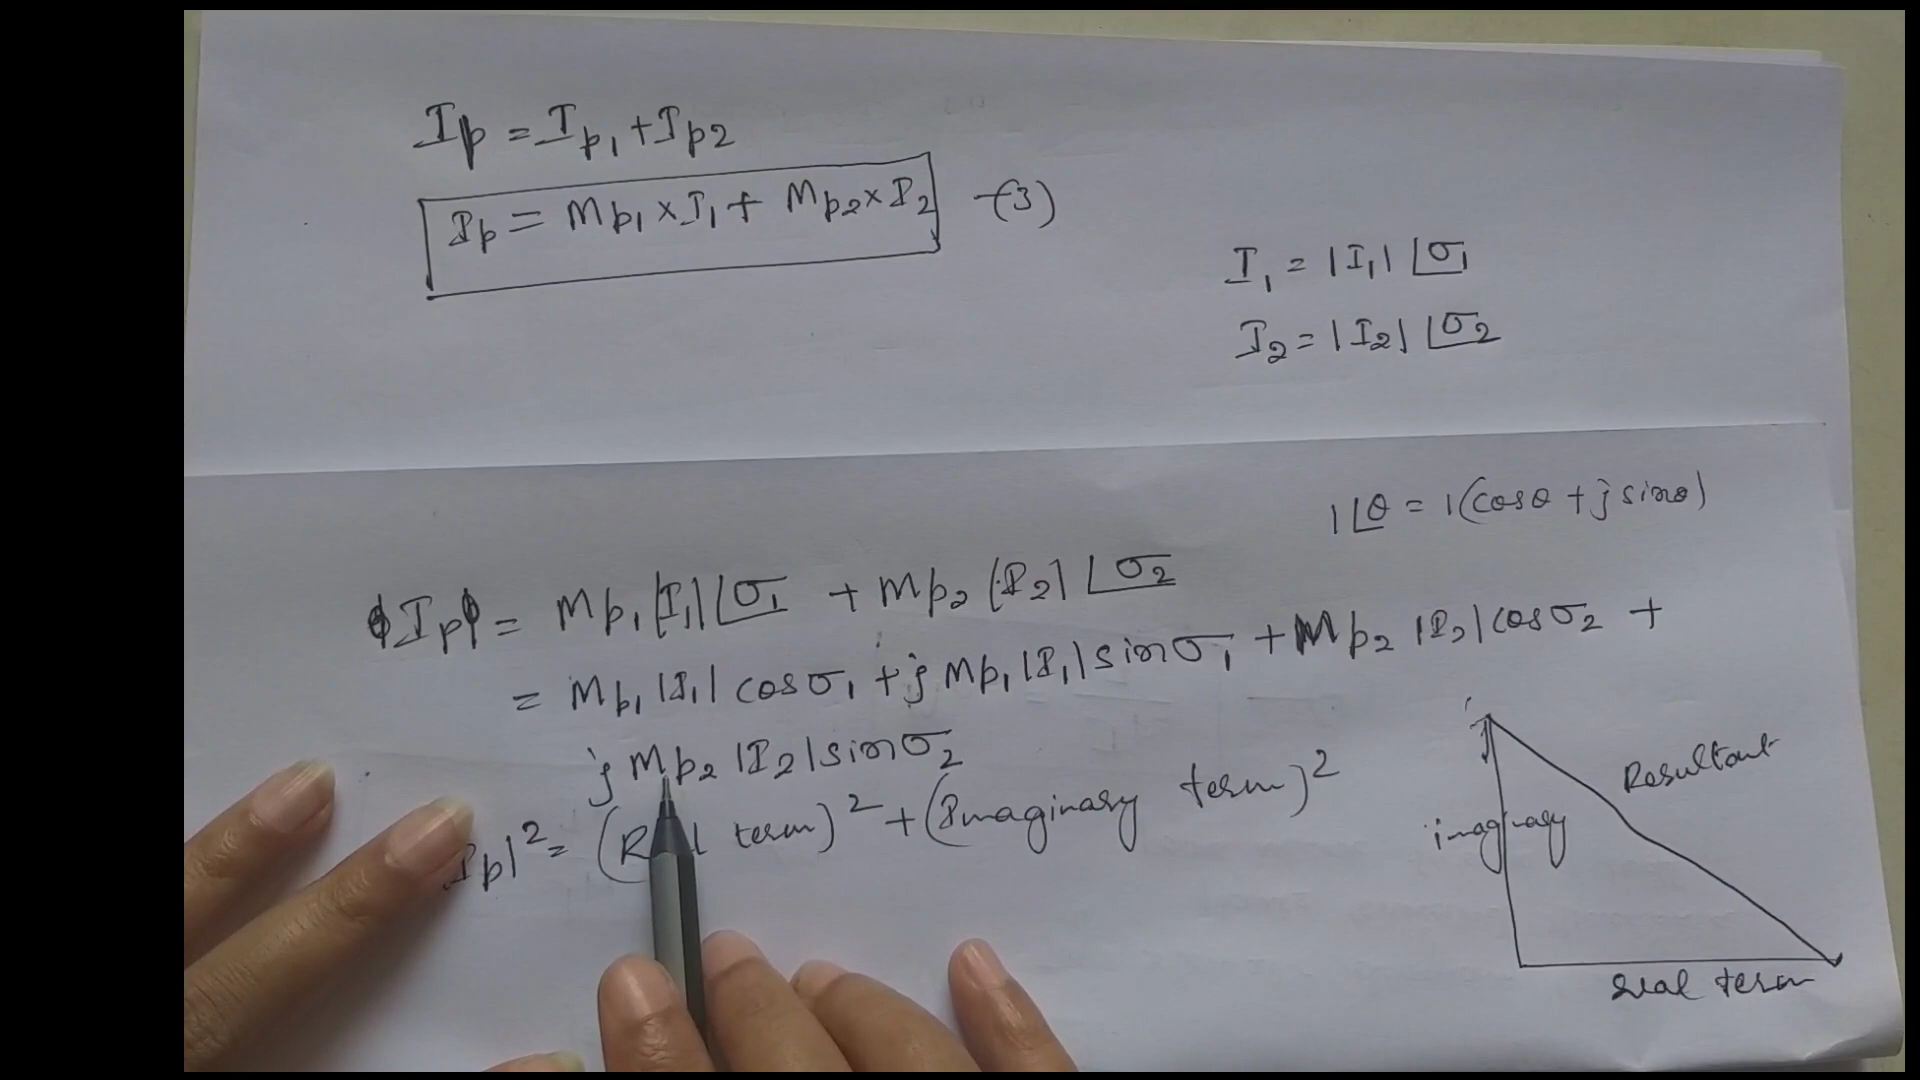 Ip = Ip1 + Ip2
Ip = Mp1 × I1 + Mp2 × I2 -(3)
I1 = |I1| ∠σ1
I2 = |I2| ∠σ2
1∠θ = 1(cosθ + j sinθ)
Ip = Mp1 |I1| ∠σ1 + Mp2 |I2| ∠σ2
= Mp1 |I1| cosσ1 + j Mp1 |I1| sinσ1 + Mp2 |I2| cosσ2 +
j Mp2 |I2| sinσ2
Ip|² = (Real term)² + (Imaginary term)²
j
Resultant
imaginary
real term